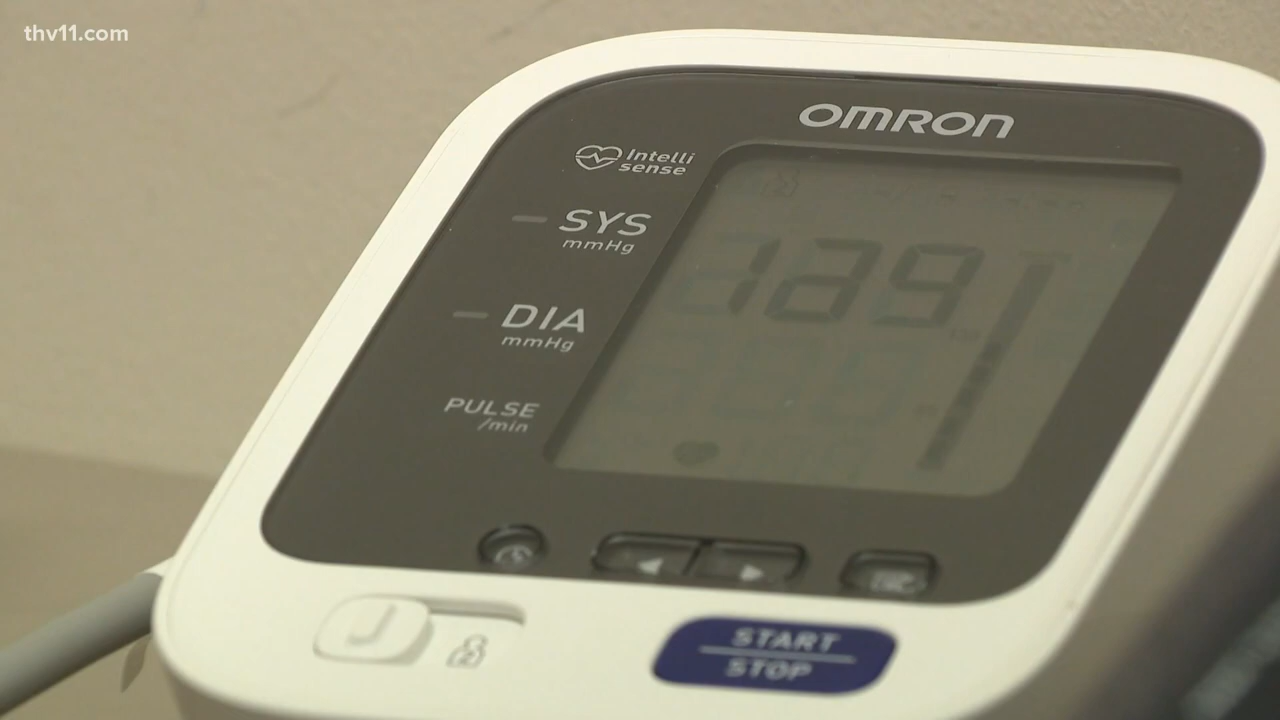 thv11.com
OMRON
Intelli
sense
SYS
mmHg
DIA
mmHg
PULSE
/min
START
STOP